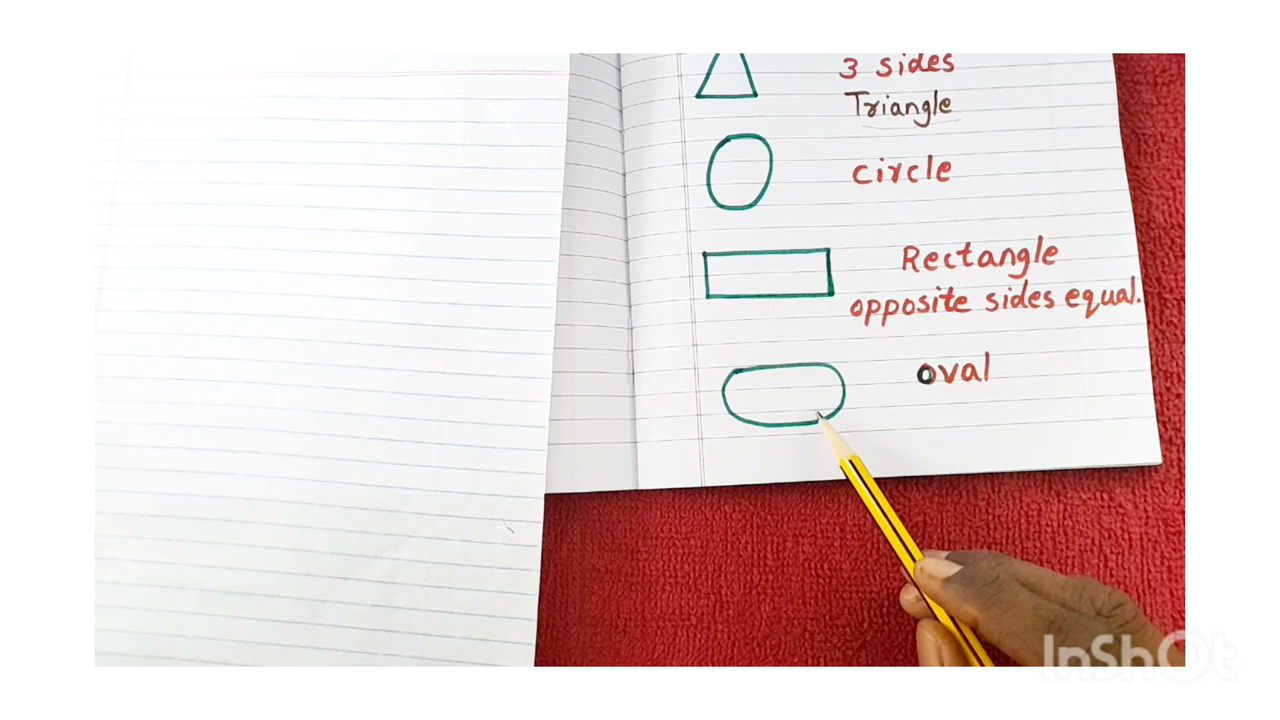 3 sides
Triangle
circle
Rectangle
opposite sides equal.
oval
InShOt